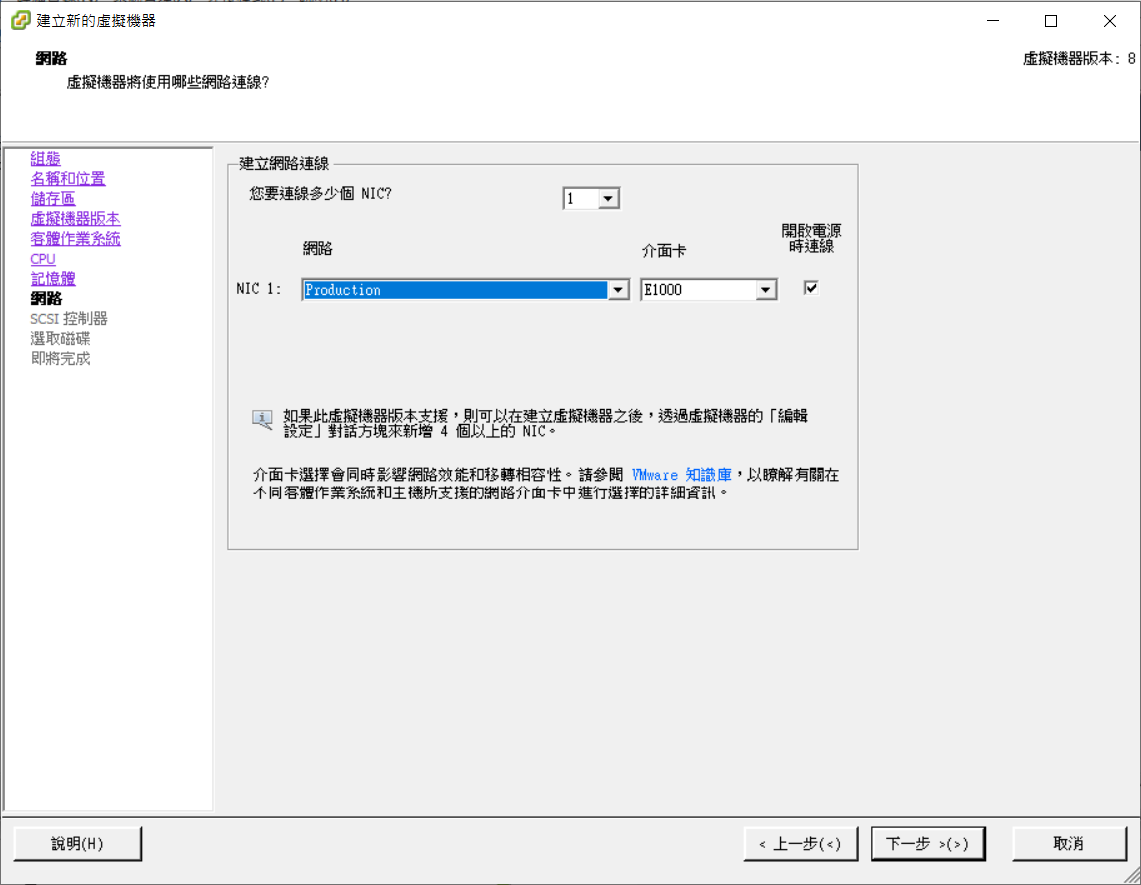 建立新的虛擬機器
網路
虛擬機器版本: 8
虛擬機器將使用哪些網路連線?
組態
名稱和位置
儲存區
虛擬機器版本
客體作業系統
CPU
記憶體
網路
SCSI 控制器
選取磁碟
即將完成
建立網路連線
您要連線多少個 NIC?
1
網路
介面卡
開啟電源
時連線
NIC 1:
Production
E1000
如果此虛擬機器版本支援，則可以在建立虛擬機器之後，透過虛擬機器的「編輯
設定」對話方塊來新增 4 個以上的 NIC。
介面卡選擇會同時影響網路效能和移轉相容性。請參閱 VMware 知識庫，以瞭解有關在
不同客體作業系統和主機所支援的網路介面卡中進行選擇的詳細資訊。
說明(H)
< 上一步(<)
下一步 >(>)
取消